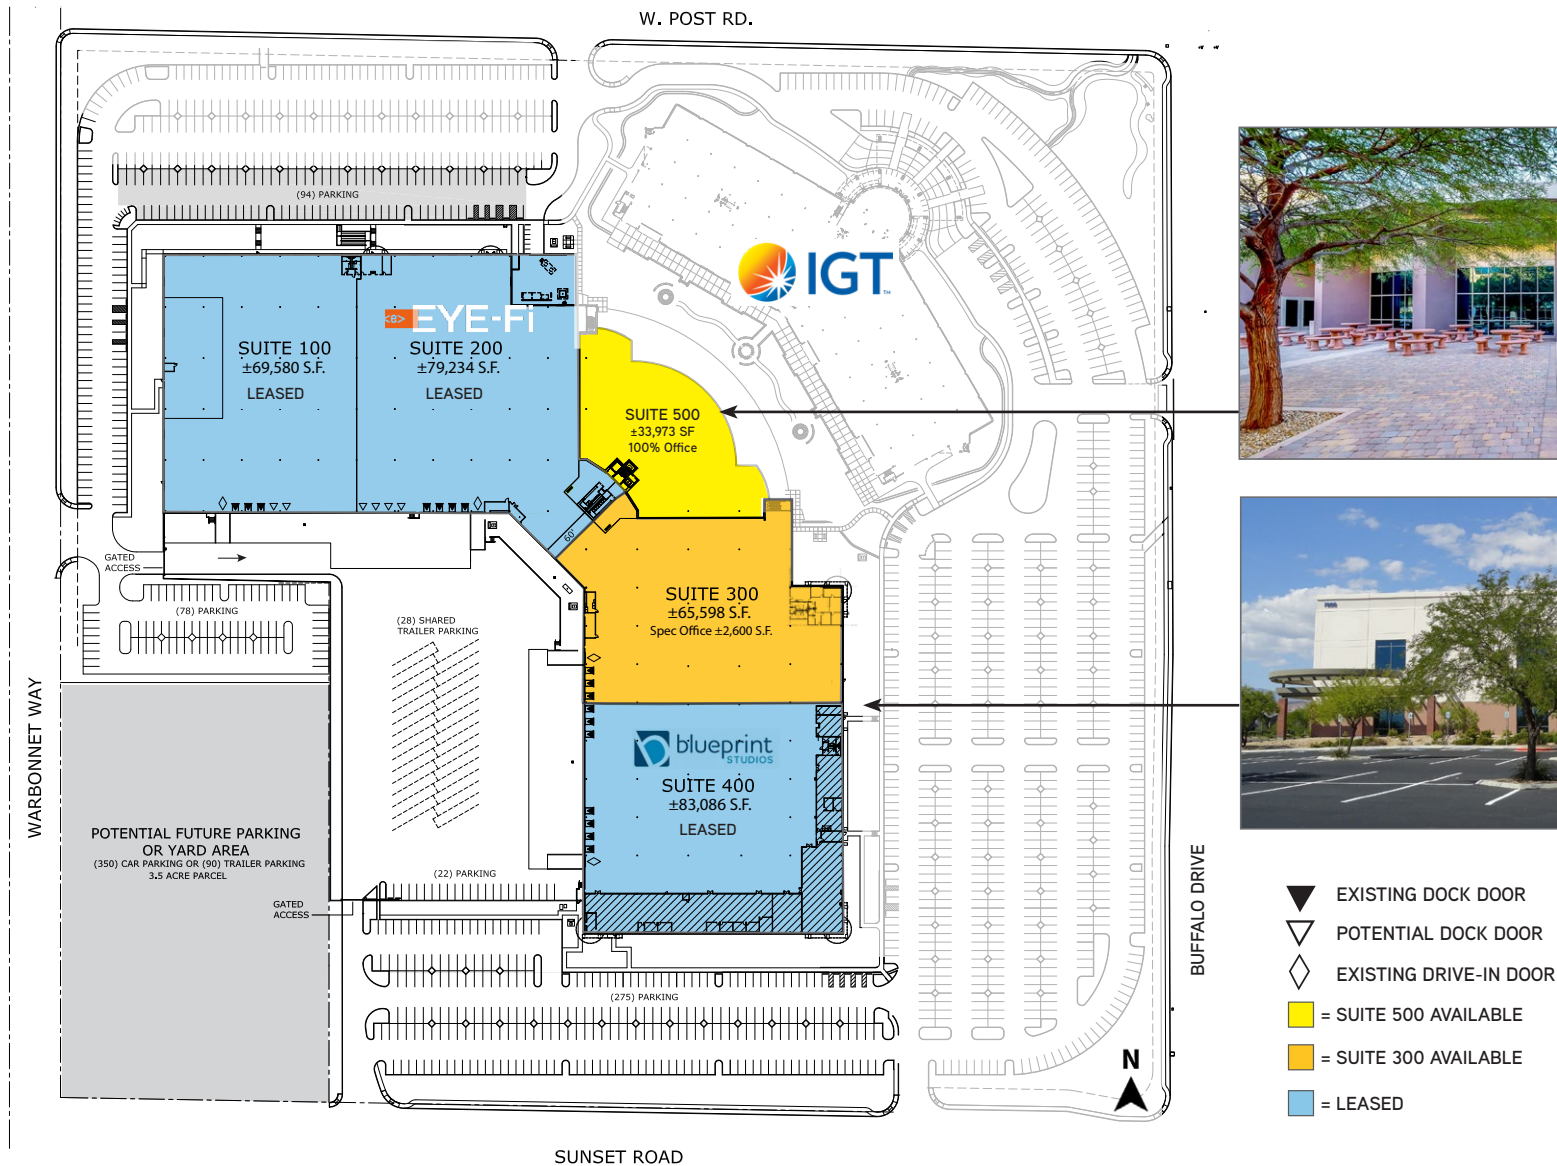 W. POST RD.
(94) PARKING
IGT
<e> EYE-Fi
SUITE 100
±69,580 S.F.
LEASED
SUITE 200
±79,234 S.F.
LEASED
SUITE 500
±33,973 SF
100% Office
60'
GATED
ACCESS
(78) PARKING
(28) SHARED
TRAILER PARKING
SUITE 300
±65,598 S.F.
Spec Office ±2,600 S.F.
WARBONNET WAY
blueprint
STUDIOS
SUITE 400
±83,086 S.F.
LEASED
POTENTIAL FUTURE PARKING
OR YARD AREA
(350) CAR PARKING OR (90) TRAILER PARKING
3.5 ACRE PARCEL
(22) PARKING
GATED
ACCESS
BUFFALO DRIVE
(275) PARKING
EXISTING DOCK DOOR
POTENTIAL DOCK DOOR
EXISTING DRIVE-IN DOOR
= SUITE 500 AVAILABLE
= SUITE 300 AVAILABLE
= LEASED
N
SUNSET ROAD